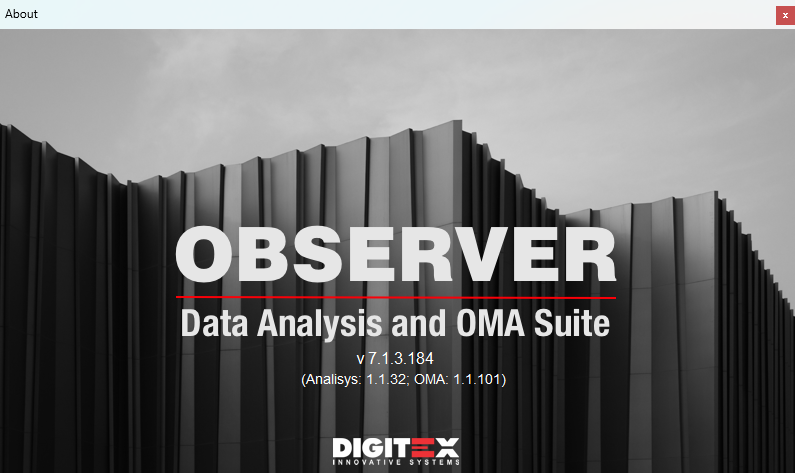 About
x
OBSERVER
Data Analysis and OMA Suite
v 7.1.3.184
(Analisys: 1.1.32; OMA: 1.1.101)
DIGITEX
INNOVATIVE SYSTEMS